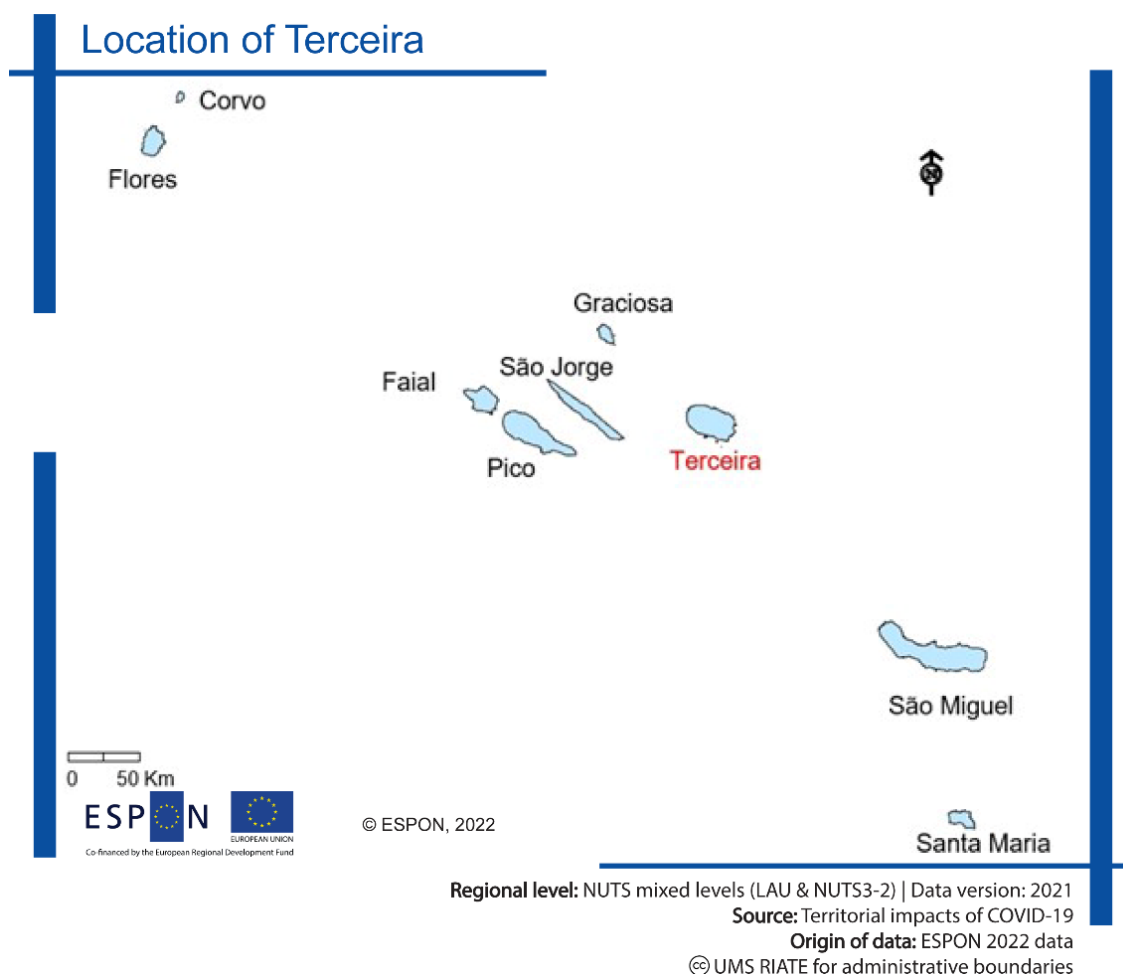 Location of Terceira
Corvo
Flores
Graciosa
São Jorge
Faial
Pico
Terceira
São Miguel
0 50 Km
Santa Maria
ESPON
EUROPEAN UNION
Co-financed by the European Regional Development Fund
© ESPON, 2022
Regional level: NUTS mixed levels (LAU & NUTS3-2) | Data version: 2021
Source: Territorial impacts of COVID-19
Origin of data: ESPON 2022 data
cc UMS RIATE for administrative boundaries